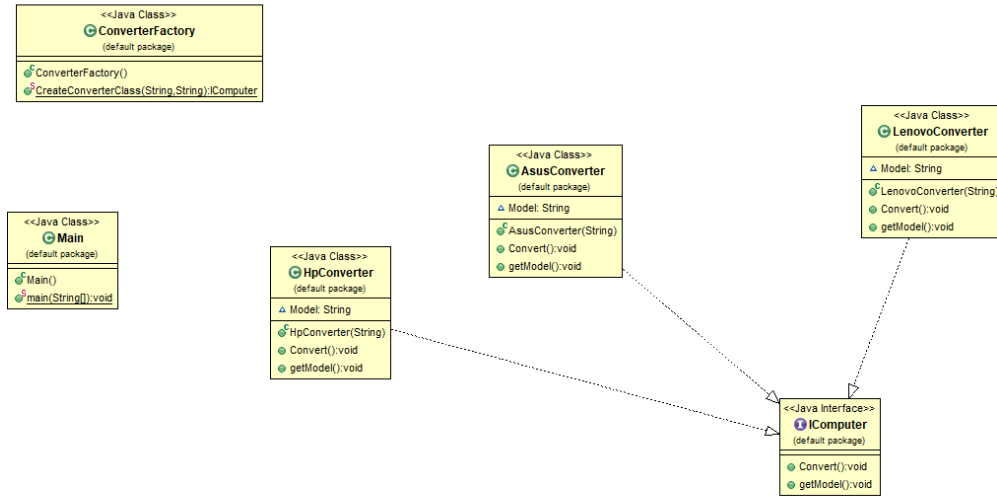 <<Java Class>>
ConverterFactory
(default package)
ConverterFactory()
CreateConverterClass(String,String):IComputer
<<Java Class>>
Main
(default package)
Main()
main(String[]):void
<<Java Class>>
HpConverter
(default package)
Model: String
HpConverter(String)
Convert():void
getModel():void
<<Java Class>>
AsusConverter
(default package)
Model: String
AsusConverter(String)
Convert():void
getModel():void
<<Java Class>>
LenovoConverter
(default package)
Model: String
LenovoConverter(String)
Convert():void
getModel():void
<<Java Interface>>
IComputer
(default package)
Convert():void
getModel():void